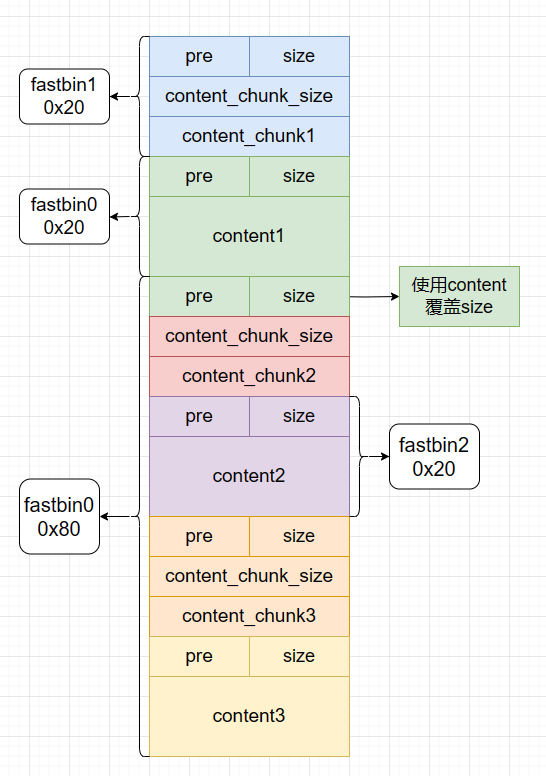 pre size
fastbin1
0x20
content_chunk_size
content_chunk1
pre size
fastbin0
0x20
content1
pre size
使用content
覆盖size
content_chunk_size
content_chunk2
pre size
fastbin2
0x20
content2
fastbin0
0x80
pre size
content_chunk_size
content_chunk3
pre size
content3